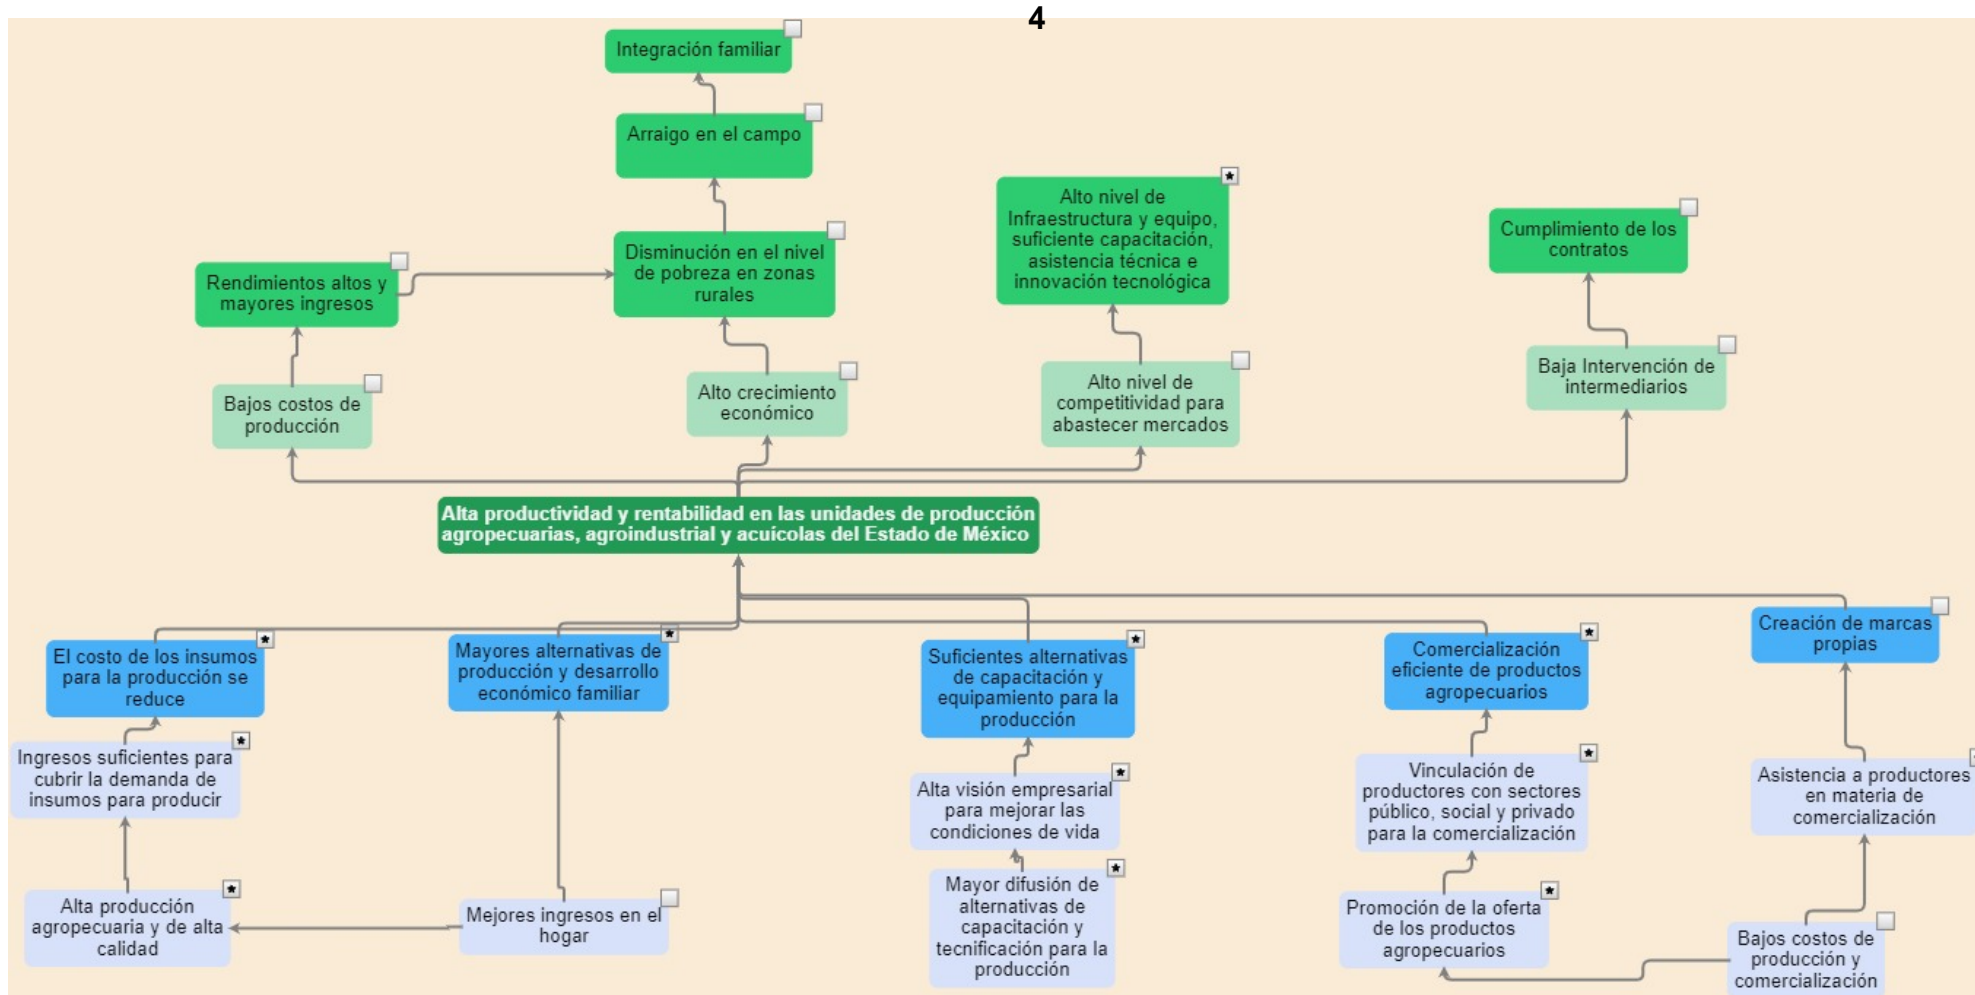 4
Integración familiar
Arraigo en el campo
Alto nivel de
Infraestructura y equipo,
suficiente capacitación,
asistencia técnica e
innovación tecnológica
Cumplimiento de los
contratos
Disminución en el nivel
de pobreza en zonas
rurales
Rendimientos altos y
mayores ingresos
Bajos costos de
producción
Alto crecimiento
económico
Alto nivel de
competitividad para
abastecer mercados
Baja Intervención de
intermediarios
Alta productividad y rentabilidad en las unidades de producción
agropecuarias, agroindustrial y acuícolas del Estado de México
El costo de los insumos
para la producción se
reduce
Mayores alternativas de
producción y desarrollo
económico familiar
Suficientes alternativas
de capacitación y
equipamiento para la
producción
Comercialización
eficiente de productos
agropecuarios
Creación de marcas
propias
Ingresos suficientes para
cubrir la demanda de
insumos para producir
Alta visión empresarial
para mejorar las
condiciones de vida
Vinculación de
productores con sectores
público, social y privado
para la comercialización
Asistencia a productores
en materia de
comercialización
Alta producción
agropecuaria y de alta
calidad
Mejores ingresos en el
hogar
Mayor difusión de
alternativas de
capacitación y
tecnificación para la
producción
Promoción de la oferta
de los productos
agropecuarios
Bajos costos de
producción y
comercialización